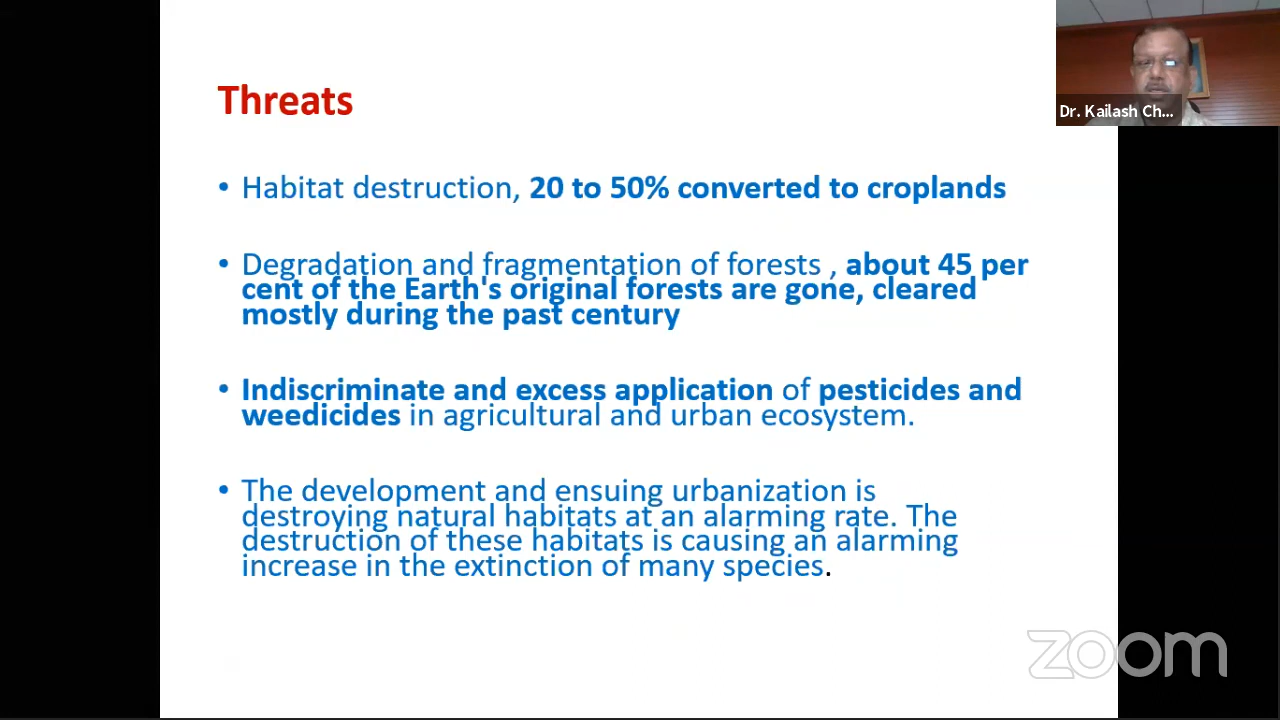 Threats
Dr. Kailash Ch...
• Habitat destruction, 20 to 50% converted to croplands
• Degradation and fragmentation of forests , about 45 per
cent of the Earth's original forests are gone, cleared
mostly during the past century
• Indiscriminate and excess application of pesticides and
weedicides in agricultural and urban ecosystem.
• The development and ensuing urbanization is
destroying natural habitats at an alarming rate. The
destruction of these habitats is causing an alarming
increase in the extinction of many species.
zoom